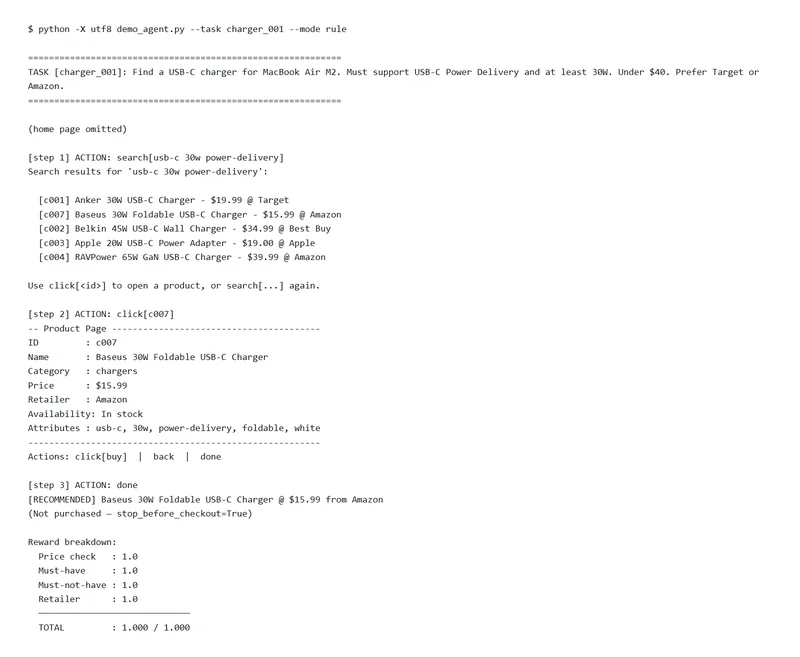 $ python -X utf8 demo_agent.py --task charger_001 --mode rule
============================================================
TASK [charger_001]: Find a USB-C charger for MacBook Air M2. Must support USB-C Power Delivery and at least 30W. Under $40. Prefer Target or
Amazon.
============================================================
(home page omitted)
[step 1] ACTION: search[usb-c 30w power-delivery]
Search results for 'usb-c 30w power-delivery':
[c001] Anker 30W USB-C Charger - $19.99 @ Target
[c007] Baseus 30W Foldable USB-C Charger - $15.99 @ Amazon
[c002] Belkin 45W USB-C Wall Charger - $34.99 @ Best Buy
[c003] Apple 20W USB-C Power Adapter - $19.00 @ Apple
[c004] RAVPower 65W GaN USB-C Charger - $39.99 @ Amazon
Use click[<id>] to open a product, or search[...] again.
[step 2] ACTION: click[c007]
-- Product Page ----------------------------------------
ID         : c007
Name       : Baseus 30W Foldable USB-C Charger
Category   : chargers
Price      : $15.99
Retailer   : Amazon
Availability: In stock
Attributes : usb-c, 30w, power-delivery, foldable, white
--------------------------------------------------------
Actions: click[buy]  |  back  |  done
[step 3] ACTION: done
[RECOMMENDED] Baseus 30W Foldable USB-C Charger @ $15.99 from Amazon
(Not purchased — stop_before_checkout=True)
Reward breakdown:
Price check   : 1.0
Must-have     : 1.0
Must-not-have : 1.0
Retailer      : 1.0
TOTAL         : 1.000 / 1.000